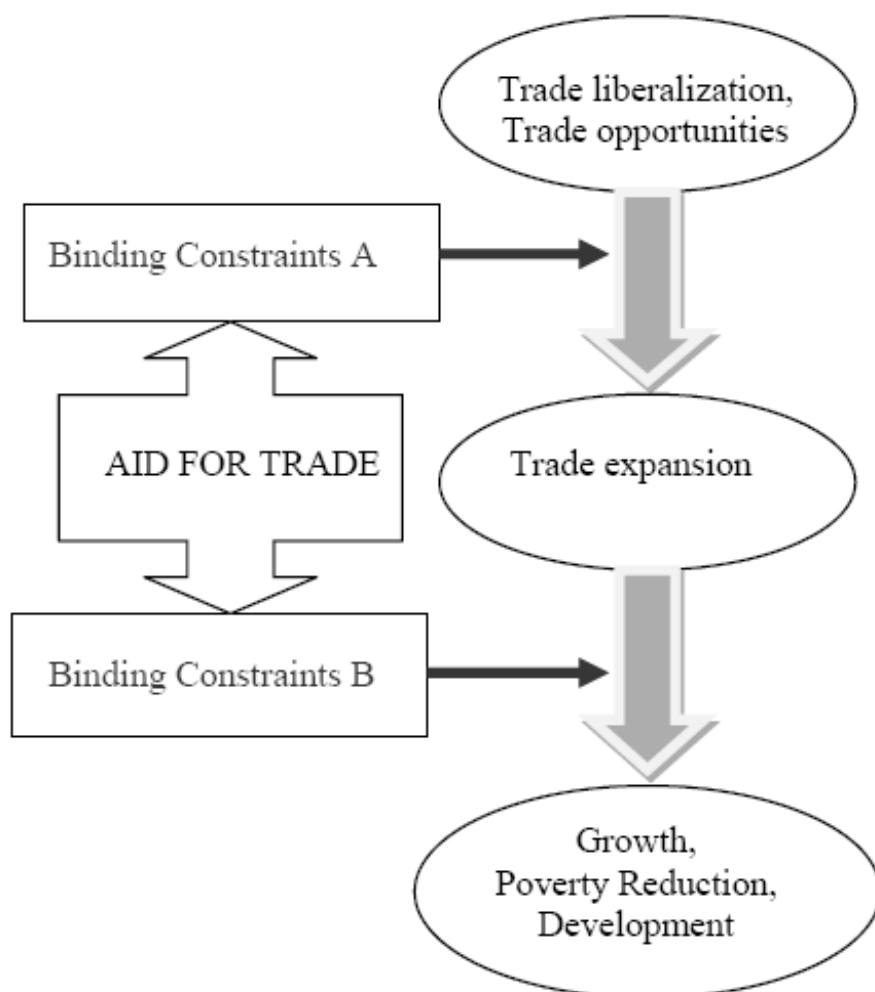 Trade liberalization,
Trade opportunities
Binding Constraints A
AID FOR TRADE
Trade expansion
Binding Constraints B
Growth,
Poverty Reduction,
Development